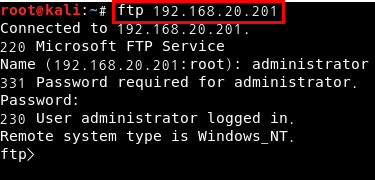 root@kali:~# ftp 192.168.20.201
Connected to 192.168.20.201.
220 Microsoft FTP Service
Name (192.168.20.201:root): administrator
331 Password required for administrator.
Password:
230 User administrator logged in.
Remote system type is Windows_NT.
ftp>